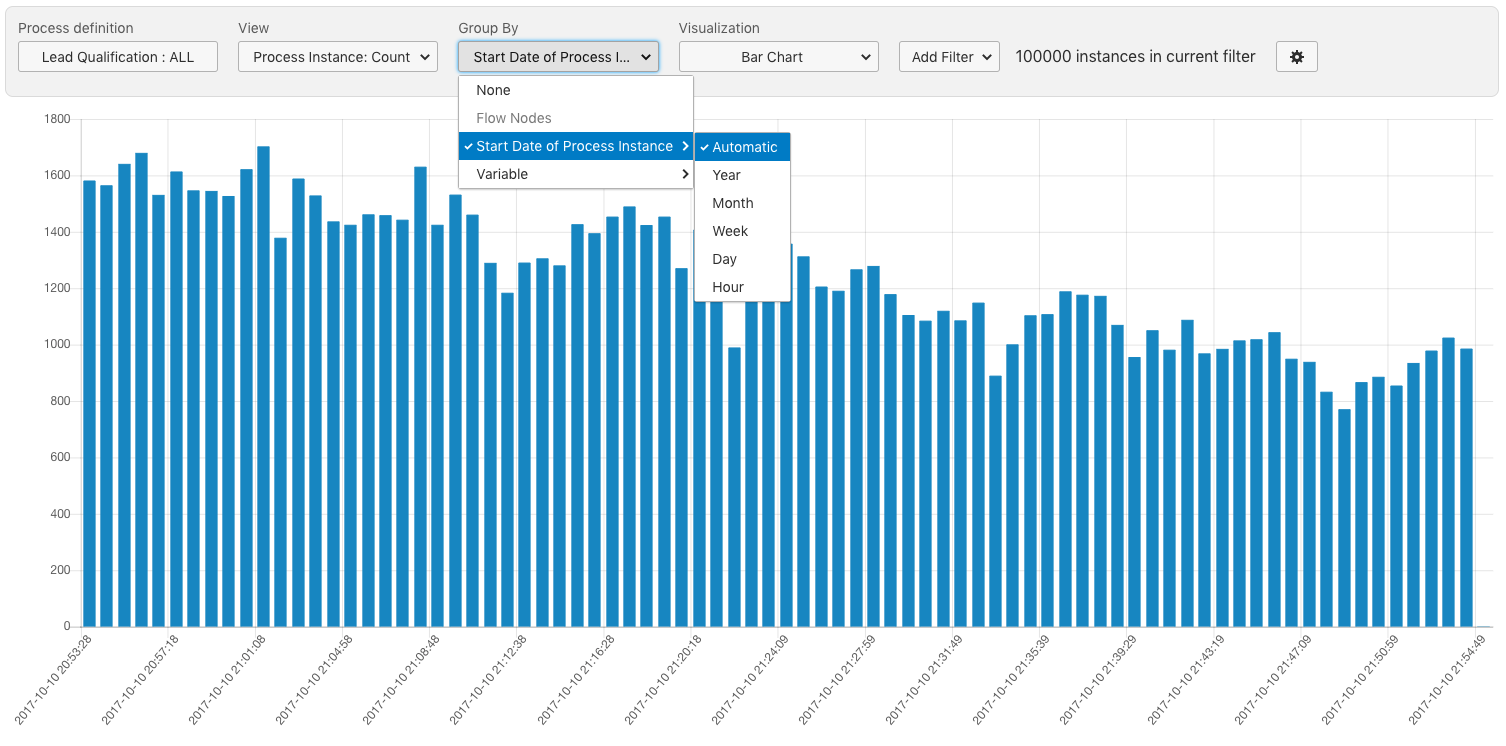 Process definition
View
Group By
Visualization
Lead Qualification : ALL
Process Instance: Count
Start Date of Process I...
Bar Chart
Add Filter
100000 instances in current filter
None
Flow Nodes
Start Date of Process Instance
Variable
Automatic
Year
Month
Week
Day
Hour
1800
1600
1400
1200
1000
800
600
400
200
0
2017-10-10 20:53:28
2017-10-10 20:57:18
2017-10-10 21:01:08
2017-10-10 21:04:58
2017-10-10 21:08:48
2017-10-10 21:12:38
2017-10-10 21:16:28
2017-10-10 21:20:18
2017-10-10 21:24:09
2017-10-10 21:27:59
2017-10-10 21:31:49
2017-10-10 21:35:39
2017-10-10 21:39:29
2017-10-10 21:43:19
2017-10-10 21:47:09
2017-10-10 21:50:59
2017-10-10 21:54:49